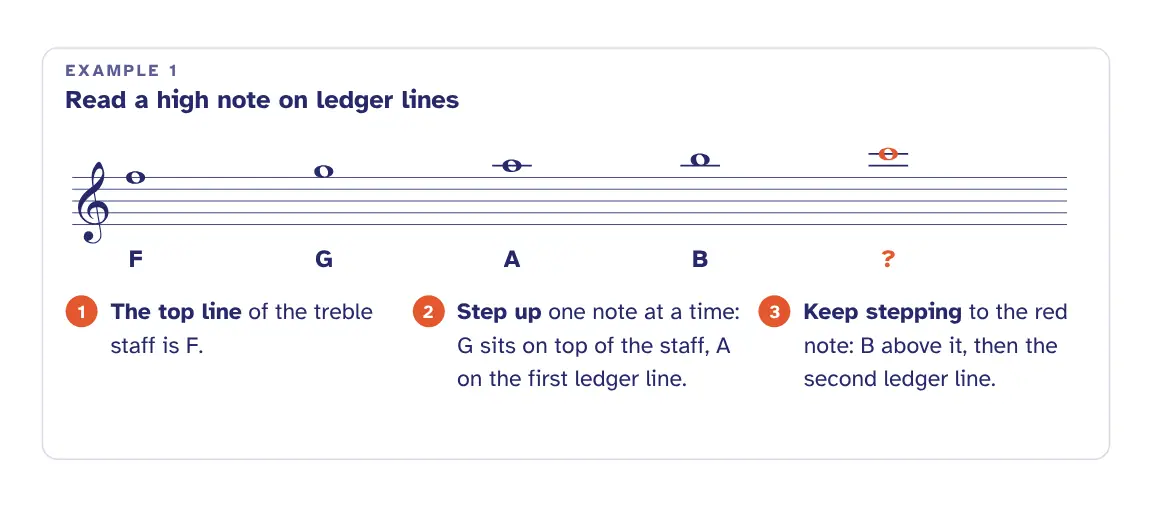 EXAMPLE 1
Read a high note on ledger lines
F G A B ?
1 The top line of the treble
staff is F.
2 Step up one note at a time:
G sits on top of the staff, A
on the first ledger line.
3 Keep stepping to the red
note: B above it, then the
second ledger line.